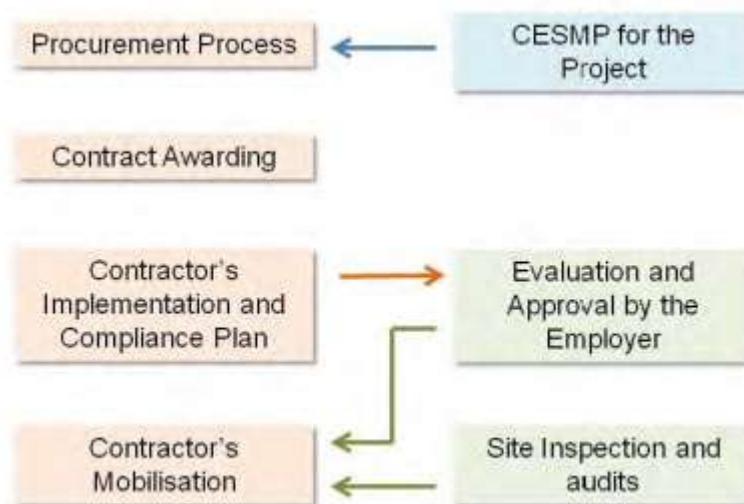 Procurement Process
CESMP for the
Project
Contract Awarding
Contractor's
Implementation and
Compliance Plan
Evaluation and
Approval by the
Employer
Contractor's
Mobilisation
Site Inspection and
audits